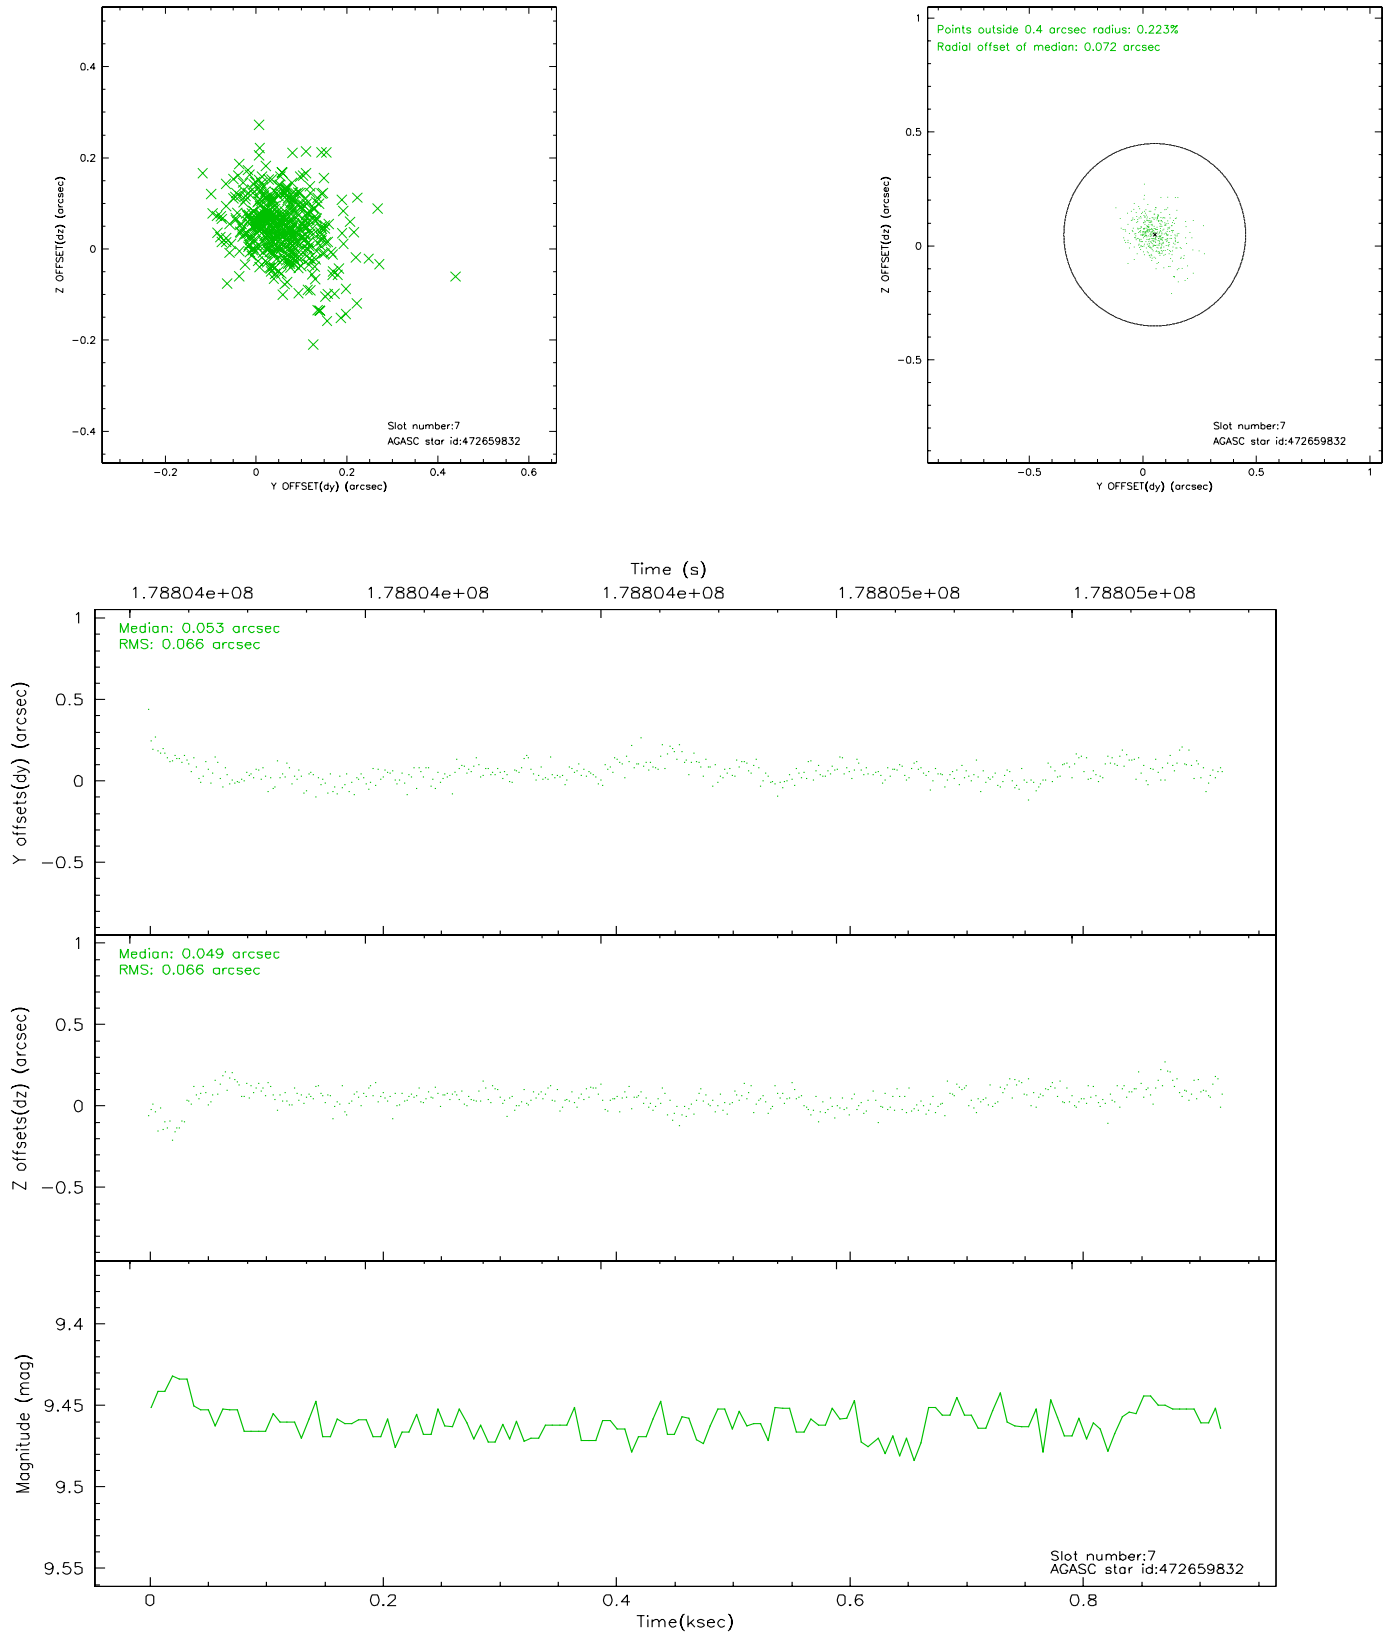 0.4
0.2
0
−0.2
−0.4
Z OFFSET(dz) (arcsec)
Slot number:7
AGASC star id:472659832
−0.2 0 0.2 0.4 0.6
Y OFFSET(dy) (arcsec)
Points outside 0.4 arcsec radius: 0.223%
Radial offset of median: 0.072 arcsec
1
0.5
0
−0.5
Z OFFSET(dz) (arcsec)
Slot number:7
AGASC star id:472659832
−0.5 0 0.5 1
Y OFFSET(dy) (arcsec)
Time (s)
1.78804e+08 1.78804e+08 1.78804e+08 1.78805e+08 1.78805e+08
Median: 0.053 arcsec
RMS: 0.066 arcsec
1
0.5
0
−0.5
Y offsets(dy) (arcsec)
Median: 0.049 arcsec
RMS: 0.066 arcsec
1
0.5
0
−0.5
Z offsets(dz) (arcsec)
9.4
9.45
9.5
9.55
Magnitude (mag)
Slot number:7
AGASC star id:472659832
0 0.2 0.4 0.6 0.8
Time(ksec)